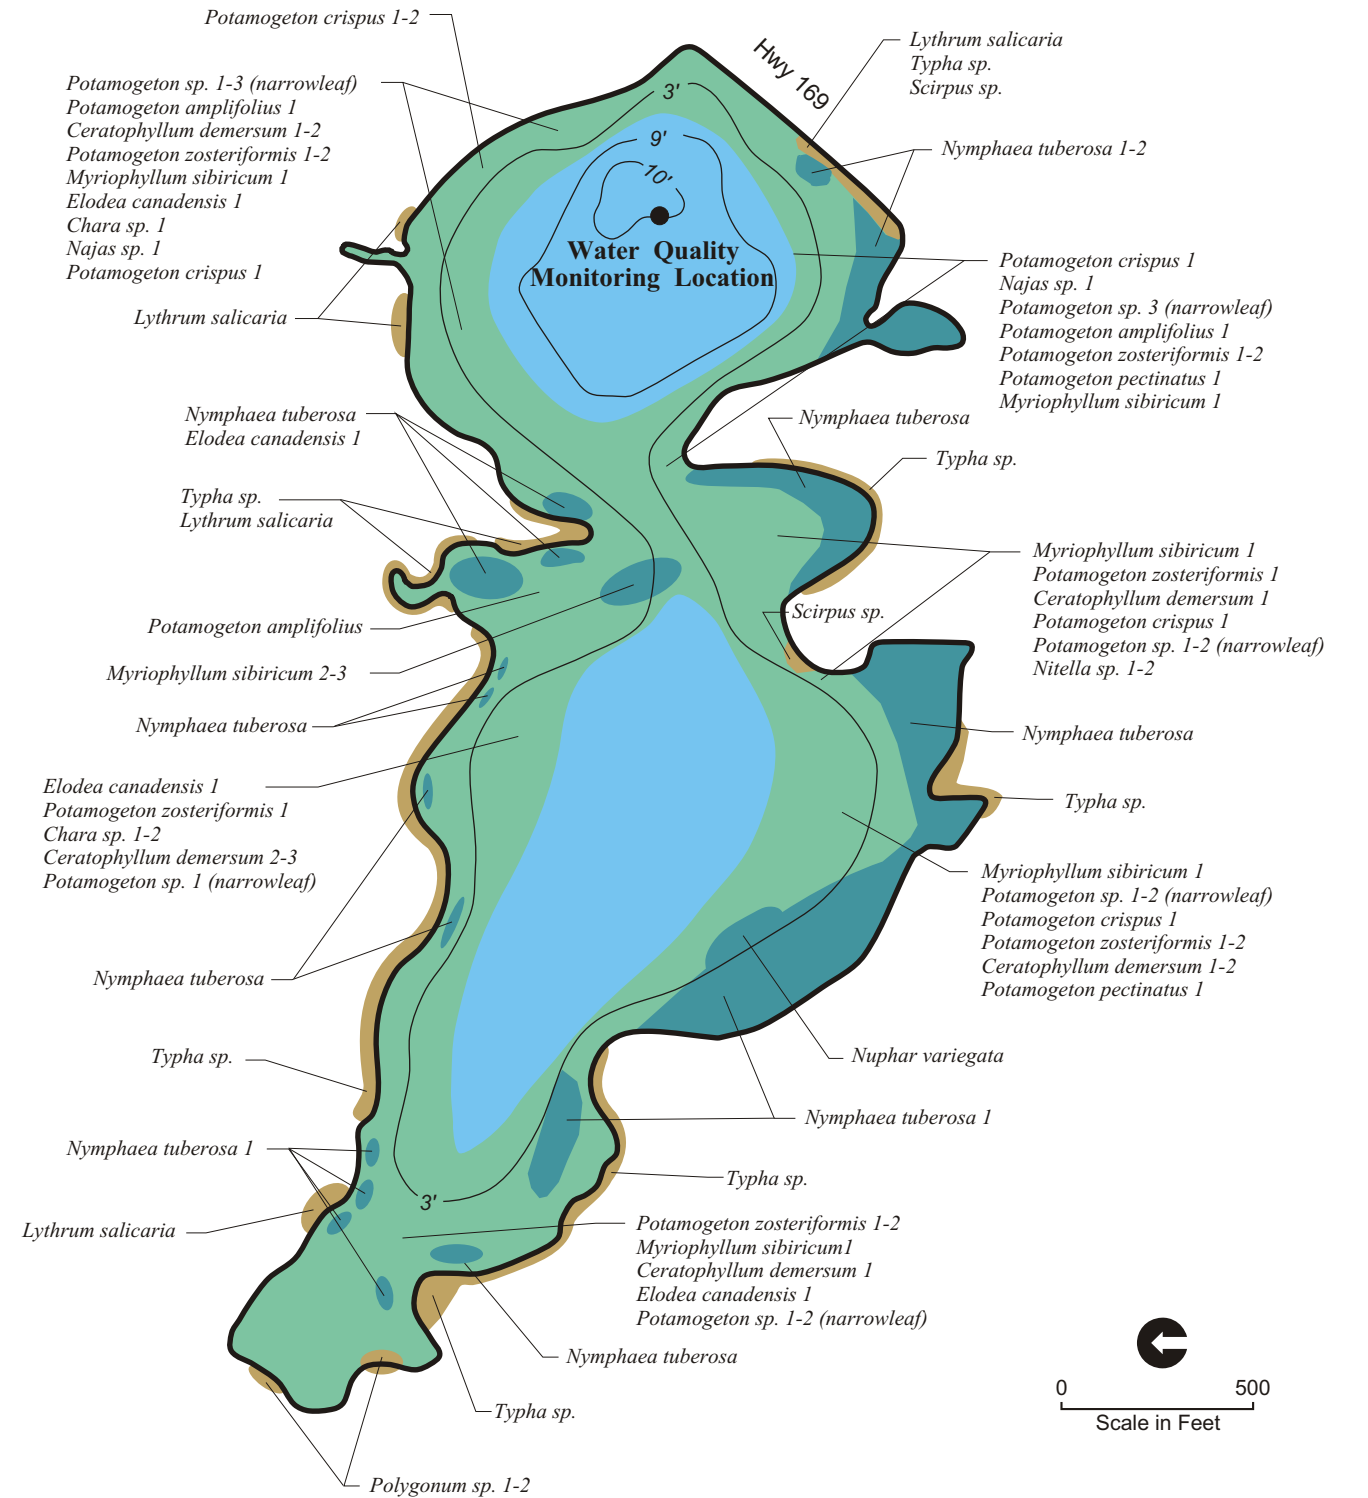 Potamogeton crispus 1-2
Potamogeton sp. 1-3 (narrowleaf)
Potamogeton amplifolius 1
Ceratophyllum demersum 1-2
Potamogeton zosteriformis 1-2
Myriophyllum sibiricum 1
Elodea canadensis 1
Chara sp. 1
Najas sp. 1
Potamogeton crispus 1
Lythrum salicaria
Hwy 169
Lythrum salicaria
Typha sp.
Scirpus sp.
Nymphaea tuberosa 1-2
3'
9'
10'
Water Quality
Monitoring Location
Potamogeton crispus 1
Najas sp. 1
Potamogeton sp. 3 (narrowleaf)
Potamogeton amplifolius 1
Potamogeton zosteriformis 1-2
Potamogeton pectinatus 1
Myriophyllum sibiricum 1
Nymphaea tuberosa
Elodea canadensis 1
Nymphaea tuberosa
Typha sp.
Typha sp.
Lythrum salicaria
Myriophyllum sibiricum 1
Potamogeton zosteriformis 1
Ceratophyllum demersum 1
Potamogeton crispus 1
Potamogeton sp. 1-2 (narrowleaf)
Nitella sp. 1-2
Scirpus sp.
Potamogeton amplifolius
Myriophyllum sibiricum 2-3
Nymphaea tuberosa
Nymphaea tuberosa
Typha sp.
Elodea canadensis 1
Potamogeton zosteriformis 1
Chara sp. 1-2
Ceratophyllum demersum 2-3
Potamogeton sp. 1 (narrowleaf)
Myriophyllum sibiricum 1
Potamogeton sp. 1-2 (narrowleaf)
Potamogeton crispus 1
Potamogeton zosteriformis 1-2
Ceratophyllum demersum 1-2
Potamogeton pectinatus 1
Nymphaea tuberosa
Typha sp.
Nuphar variegata
Nymphaea tuberosa 1
Nymphaea tuberosa 1
Typha sp.
3'
Lythrum salicaria
Potamogeton zosteriformis 1-2
Myriophyllum sibiricum1
Ceratophyllum demersum 1
Elodea canadensis 1
Potamogeton sp. 1-2 (narrowleaf)
Nymphaea tuberosa
Typha sp.
Polygonum sp. 1-2
0 500
Scale in Feet